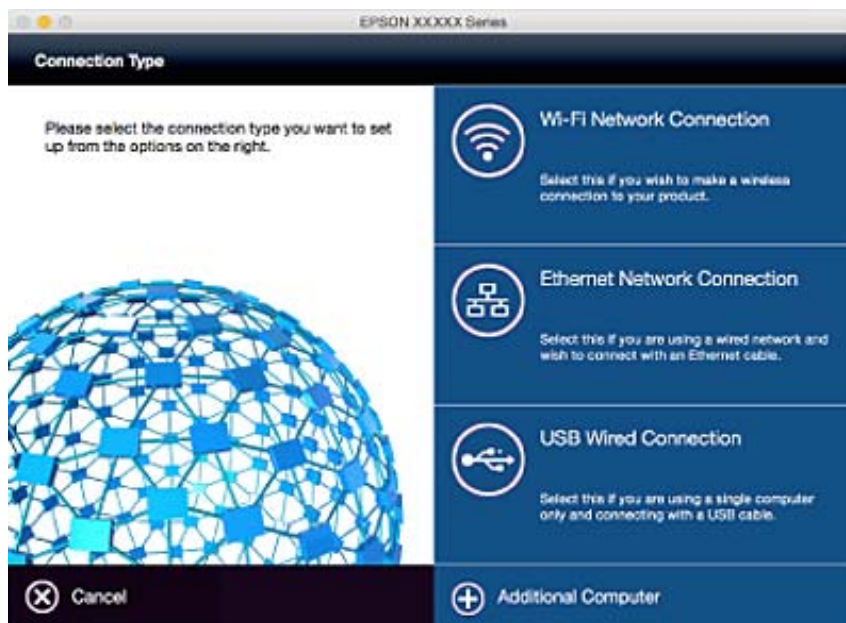 EPSON XXXXX Series
Connection Type
Please select the connection type you want to set
up from the options on the right.
Wi-Fi Network Connection
Select this if you wish to make a wireless
connection to your product.
Ethernet Network Connection
Select this if you are using a wired network and
wish to connect with an Ethernet cable.
USB Wired Connection
Select this if you are using a single computer
only and connecting with a USB cable.
Cancel
Additional Computer